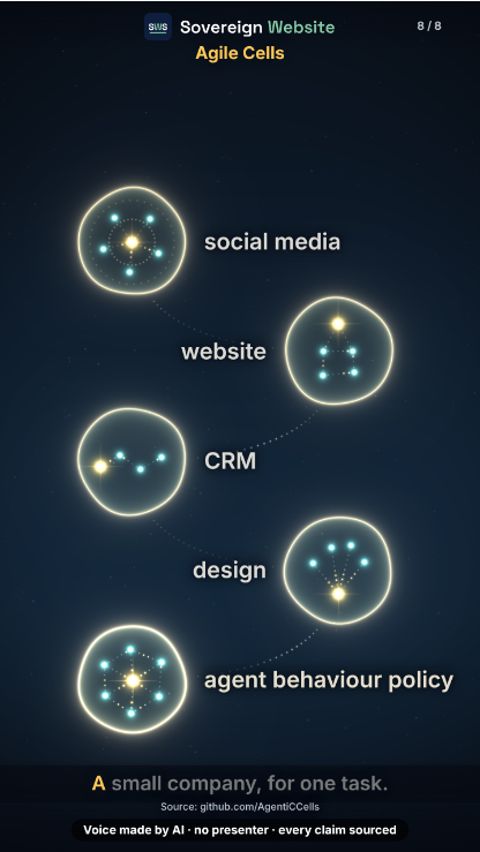 SWS Sovereign Website
8 / 8
Agile Cells
social media
website
CRM
design
agent behaviour policy
A small company, for one task.
Source: github.com/AgentiCCells
Voice made by AI · no presenter · every claim sourced